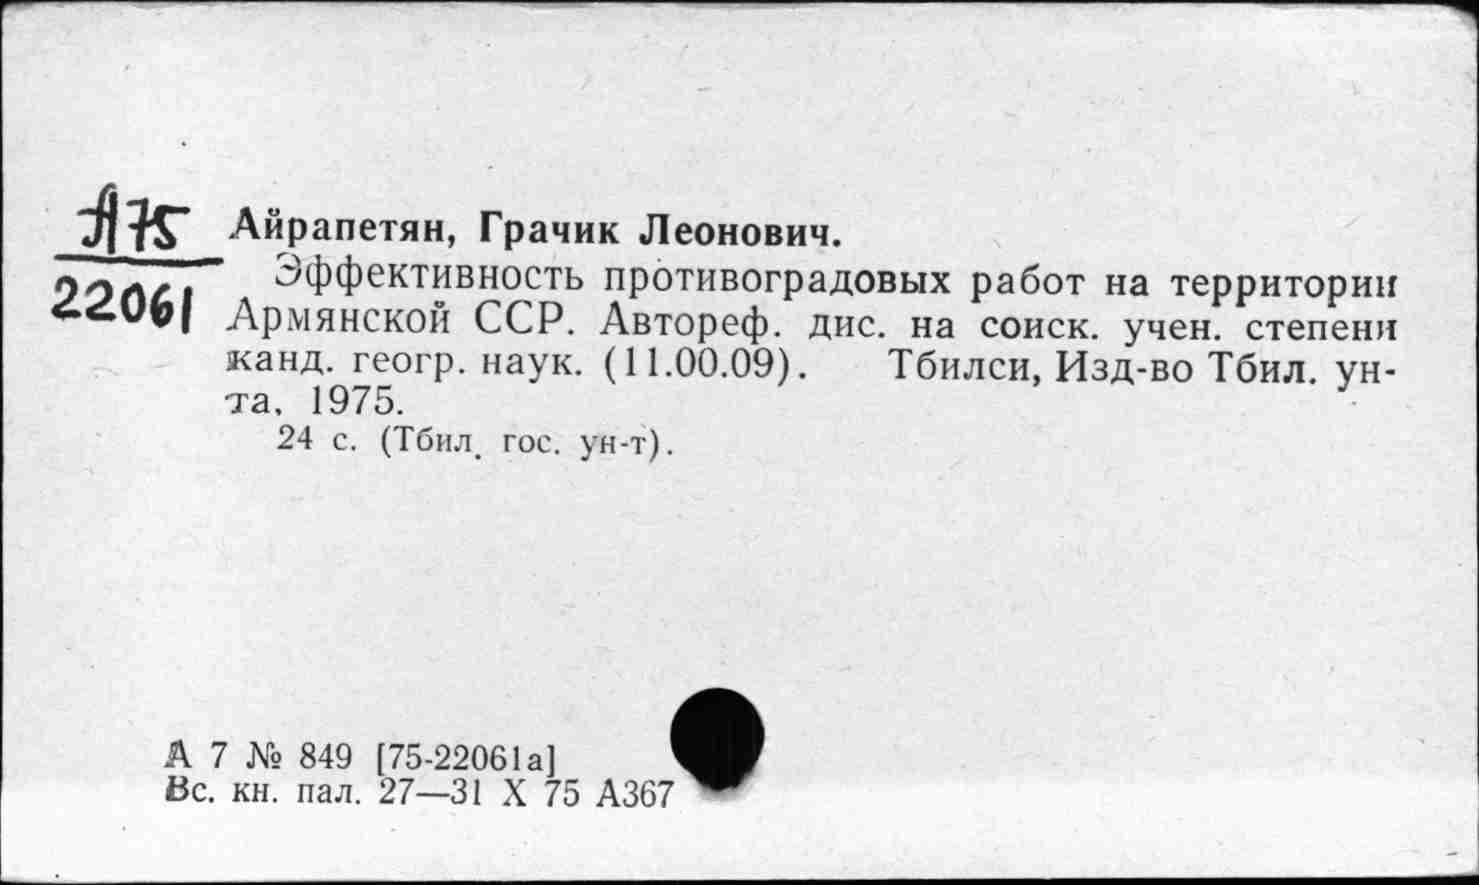 Айрапетян, Грачик Леонович.
22061
Эффективность противоградовых работ на территории
Армянской ССР. Автореф. дис. на соиск. учен. степени
канд. геогр. наук. (11.00.09). Тбилси, Изд-во Тбил. ун-
та, 1975.
24 с. (Тбил. гос. ун-т).
А 7 № 849 [75-22061а]
Вс. кн. пал. 27—31 X 75 А367